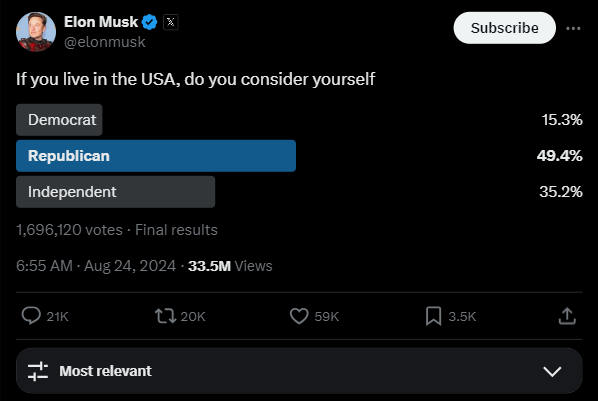 Elon Musk X
@elonmusk
Subscribe
If you live in the USA, do you consider yourself
Democrat 15.3%
Republican 49.4%
Independent 35.2%
1,696,120 votes · Final results
6:55 AM · Aug 24, 2024 · 33.5M Views
21K 20K 59K 3.5K
Most relevant